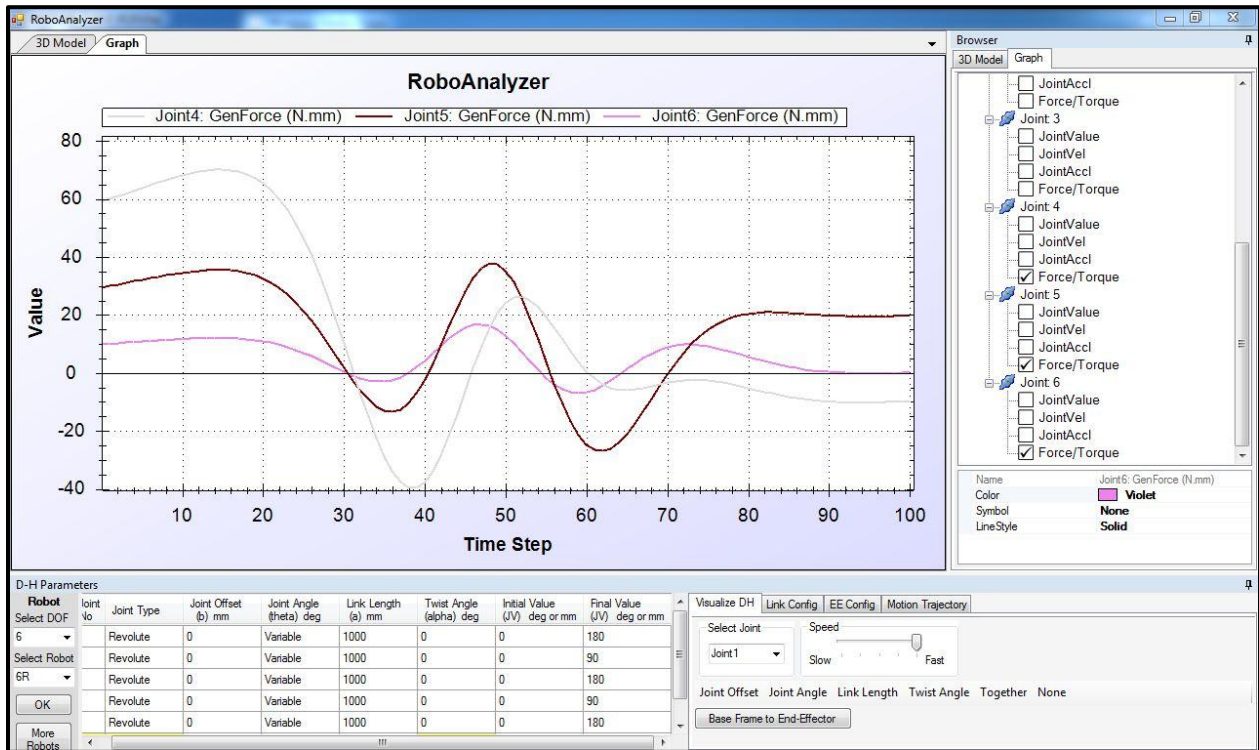 RoboAnalyzer
3D Model Graph
RoboAnalyzer
Joint4: GenForce (N.mm) Joint5: GenForce (N.mm) Joint6: GenForce (N.mm)
80
60
40
20
0
-20
-40
Value
10 20 30 40 50 60 70 80 90 100
Time Step
Browser
3D Model Graph
JointAccl
Force/Torque
Joint: 3
JointValue
JointVel
JointAccl
Force/Torque
Joint: 4
JointValue
JointVel
JointAccl
Force/Torque
Joint: 5
JointValue
JointVel
JointAccl
Force/Torque
Joint: 6
JointValue
JointVel
JointAccl
Force/Torque
Name Joint6: GenForce (N.mm)
Color Violet
Symbol None
LineStyle Solid
D-H Parameters
Robot
Select DOF
6
Select Robot
6R
OK
More
Robots
Joint Type Joint Offset (b) mm Joint Angle (theta) deg Link Length (a) mm Twist Angle (alpha) deg Initial Value (JV) deg or mm Final Value (JV) deg or mm
Revolute 0 Variable 1000 0 0 180
Revolute 0 Variable 1000 0 0 90
Revolute 0 Variable 1000 0 0 180
Revolute 0 Variable 1000 0 0 90
Revolute 0 Variable 1000 0 0 180
Visualize DH Link Config EE Config Motion Trajectory
Select Joint
Joint1
Speed
Slow Fast
Joint Offset Joint Angle Link Length Twist Angle Together None
Base Frame to End-Effector